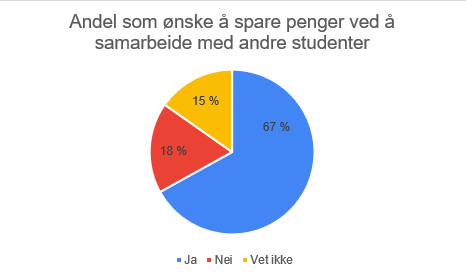 Andel som ønske å spare penger ved å
samarbeide med andre studenter
15 %
67 %
18 %
Ja Nei Vet ikke